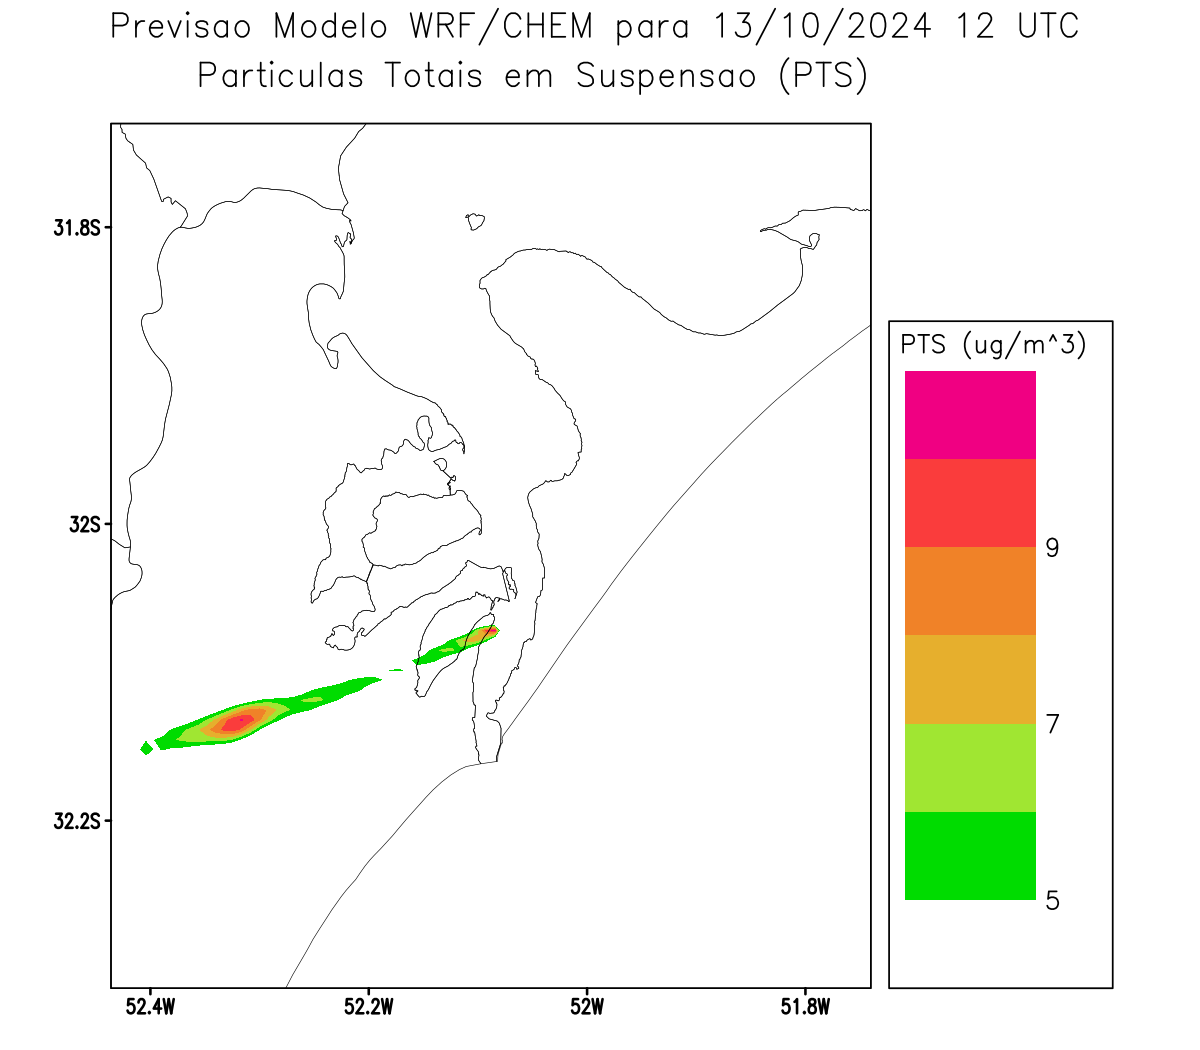 Previsao Modelo WRF/CHEM para 13/10/2024 12 UTC
Particulas Totais em Suspensao (PTS)
31.8S
32S
32.2S
52.4W
52.2W
52W
51.8W
PTS (ug/m^3)
9
7
5